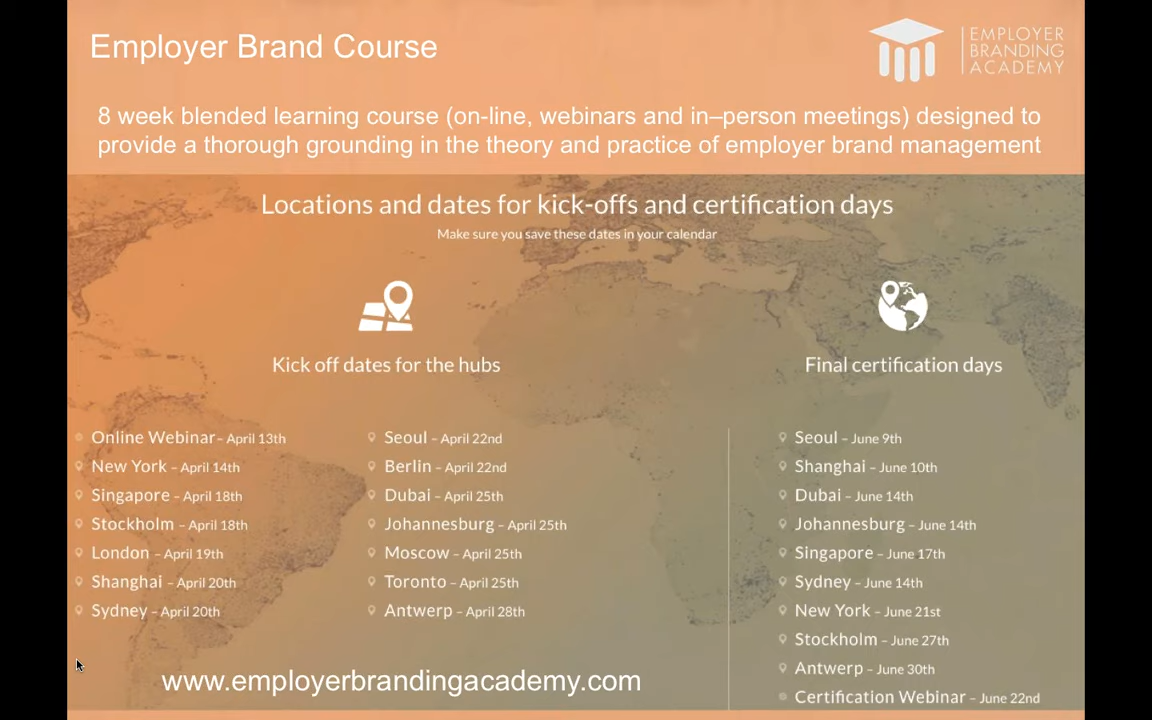 Employer Brand Course
EMPLOYER
BRANDING
ACADEMY
8 week blended learning course (on-line, webinars and in–person meetings) designed to
provide a thorough grounding in the theory and practice of employer brand management
Locations and dates for kick-offs and certification days
Make sure you save these dates in your calendar
Kick off dates for the hubs
Online Webinar– April 13th
New York – April 14th
Singapore – April 18th
Stockholm – April 18th
London – April 19th
Shanghai – April 20th
Sydney – April 20th
Seoul – April 22nd
Berlin – April 22nd
Dubai – April 25th
Johannesburg – April 25th
Moscow – April 25th
Toronto – April 25th
Antwerp – April 28th
Final certification days
Seoul – June 9th
Shanghai – June 10th
Dubai – June 14th
Johannesburg – June 14th
Singapore – June 17th
Sydney – June 14th
New York – June 21st
Stockholm – June 27th
Antwerp – June 30th
Certification Webinar – June 22nd
www.employerbrandingacademy.com